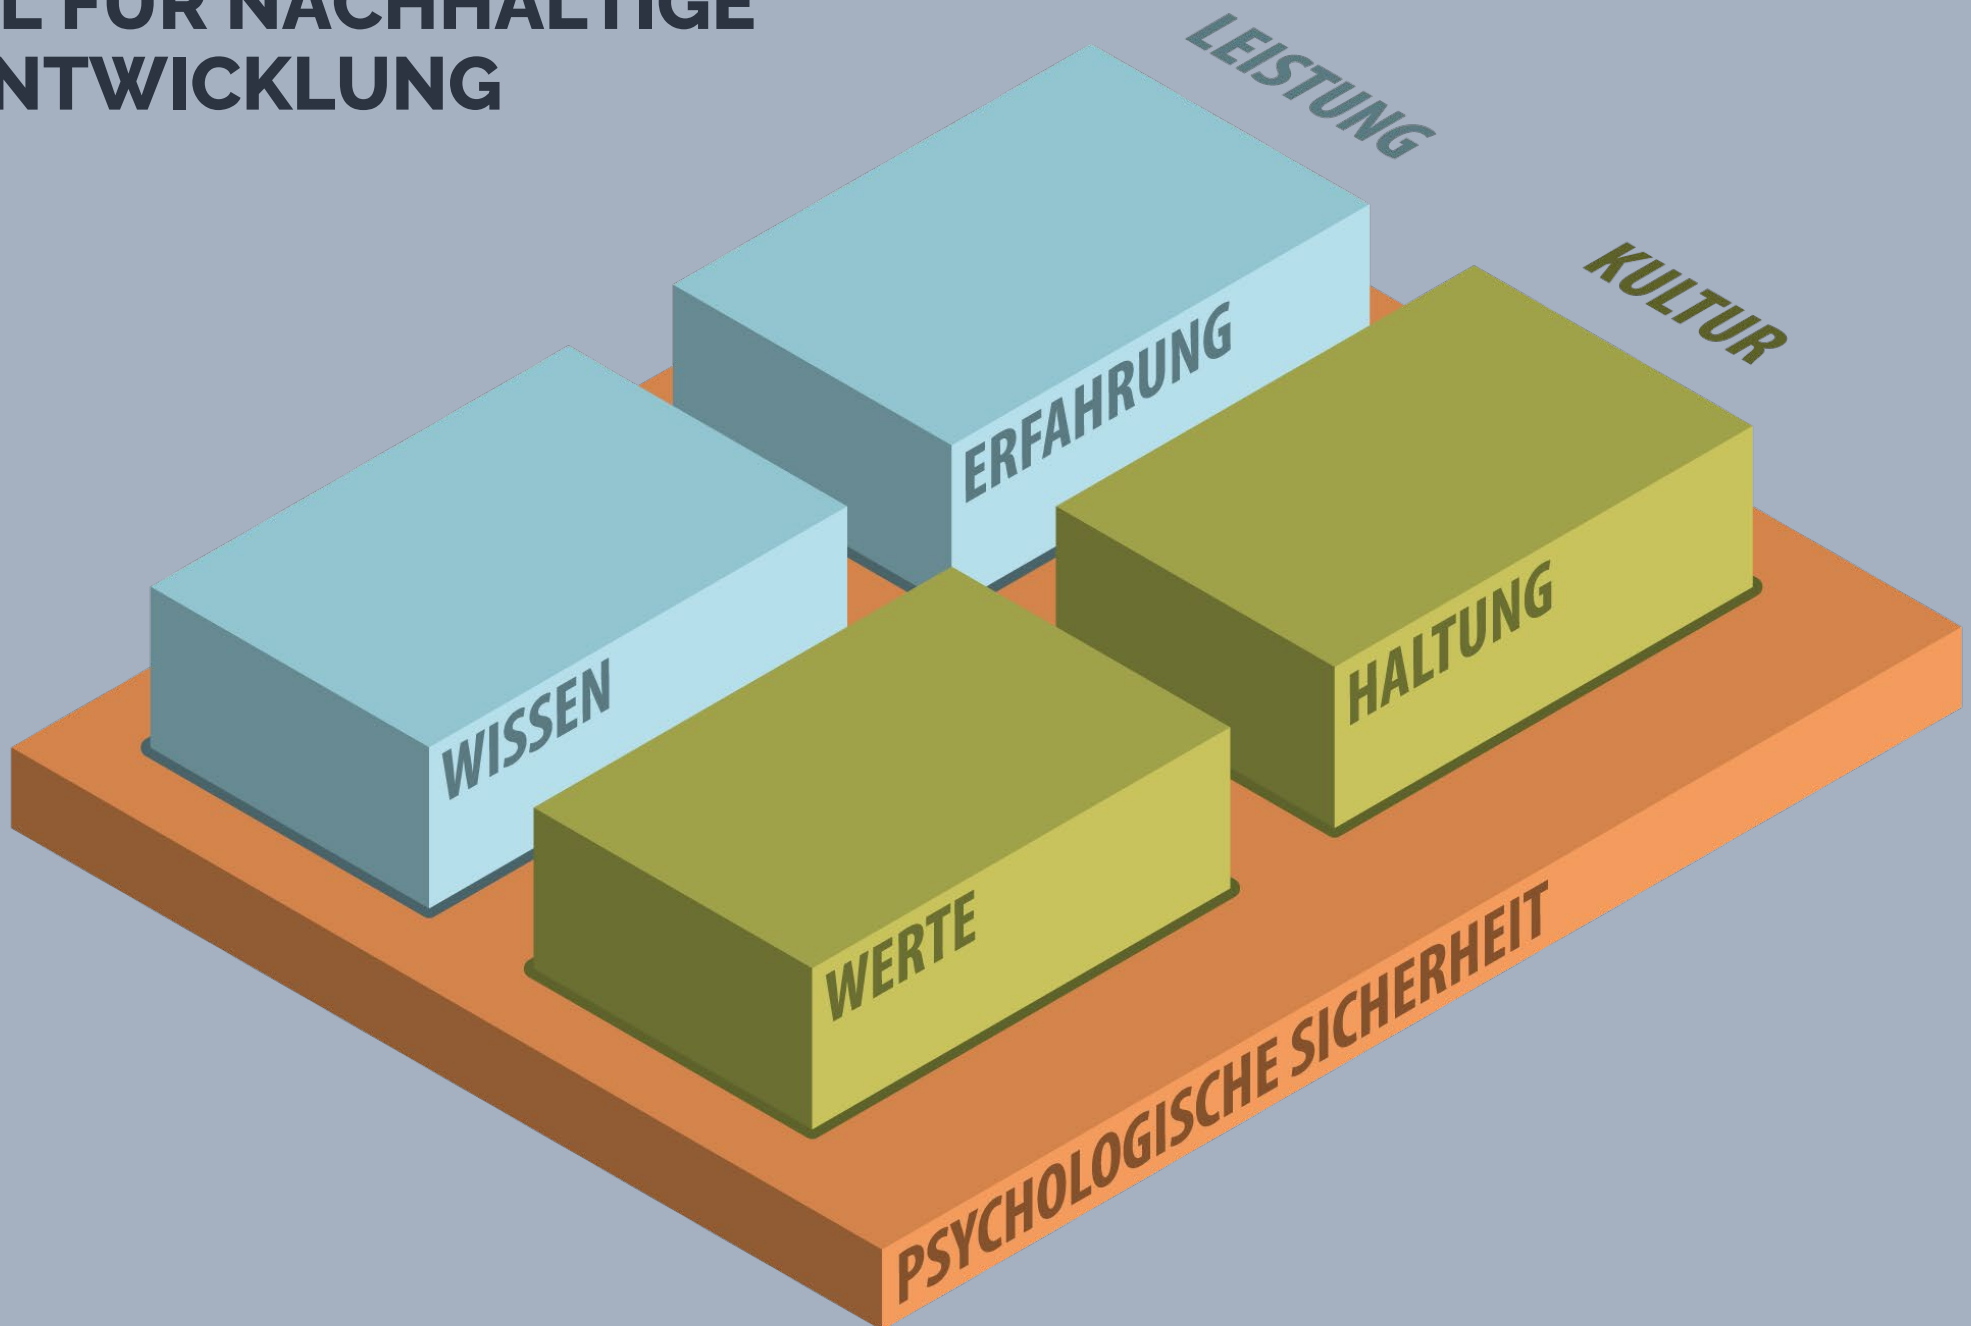 L FÜR NACHHALTIGE
NTWICKLUNG
LEISTUNG
KULTUR
ERFAHRUNG
HALTUNG
WISSEN
WERTE
PSYCHOLOGISCHE SICHERHEIT